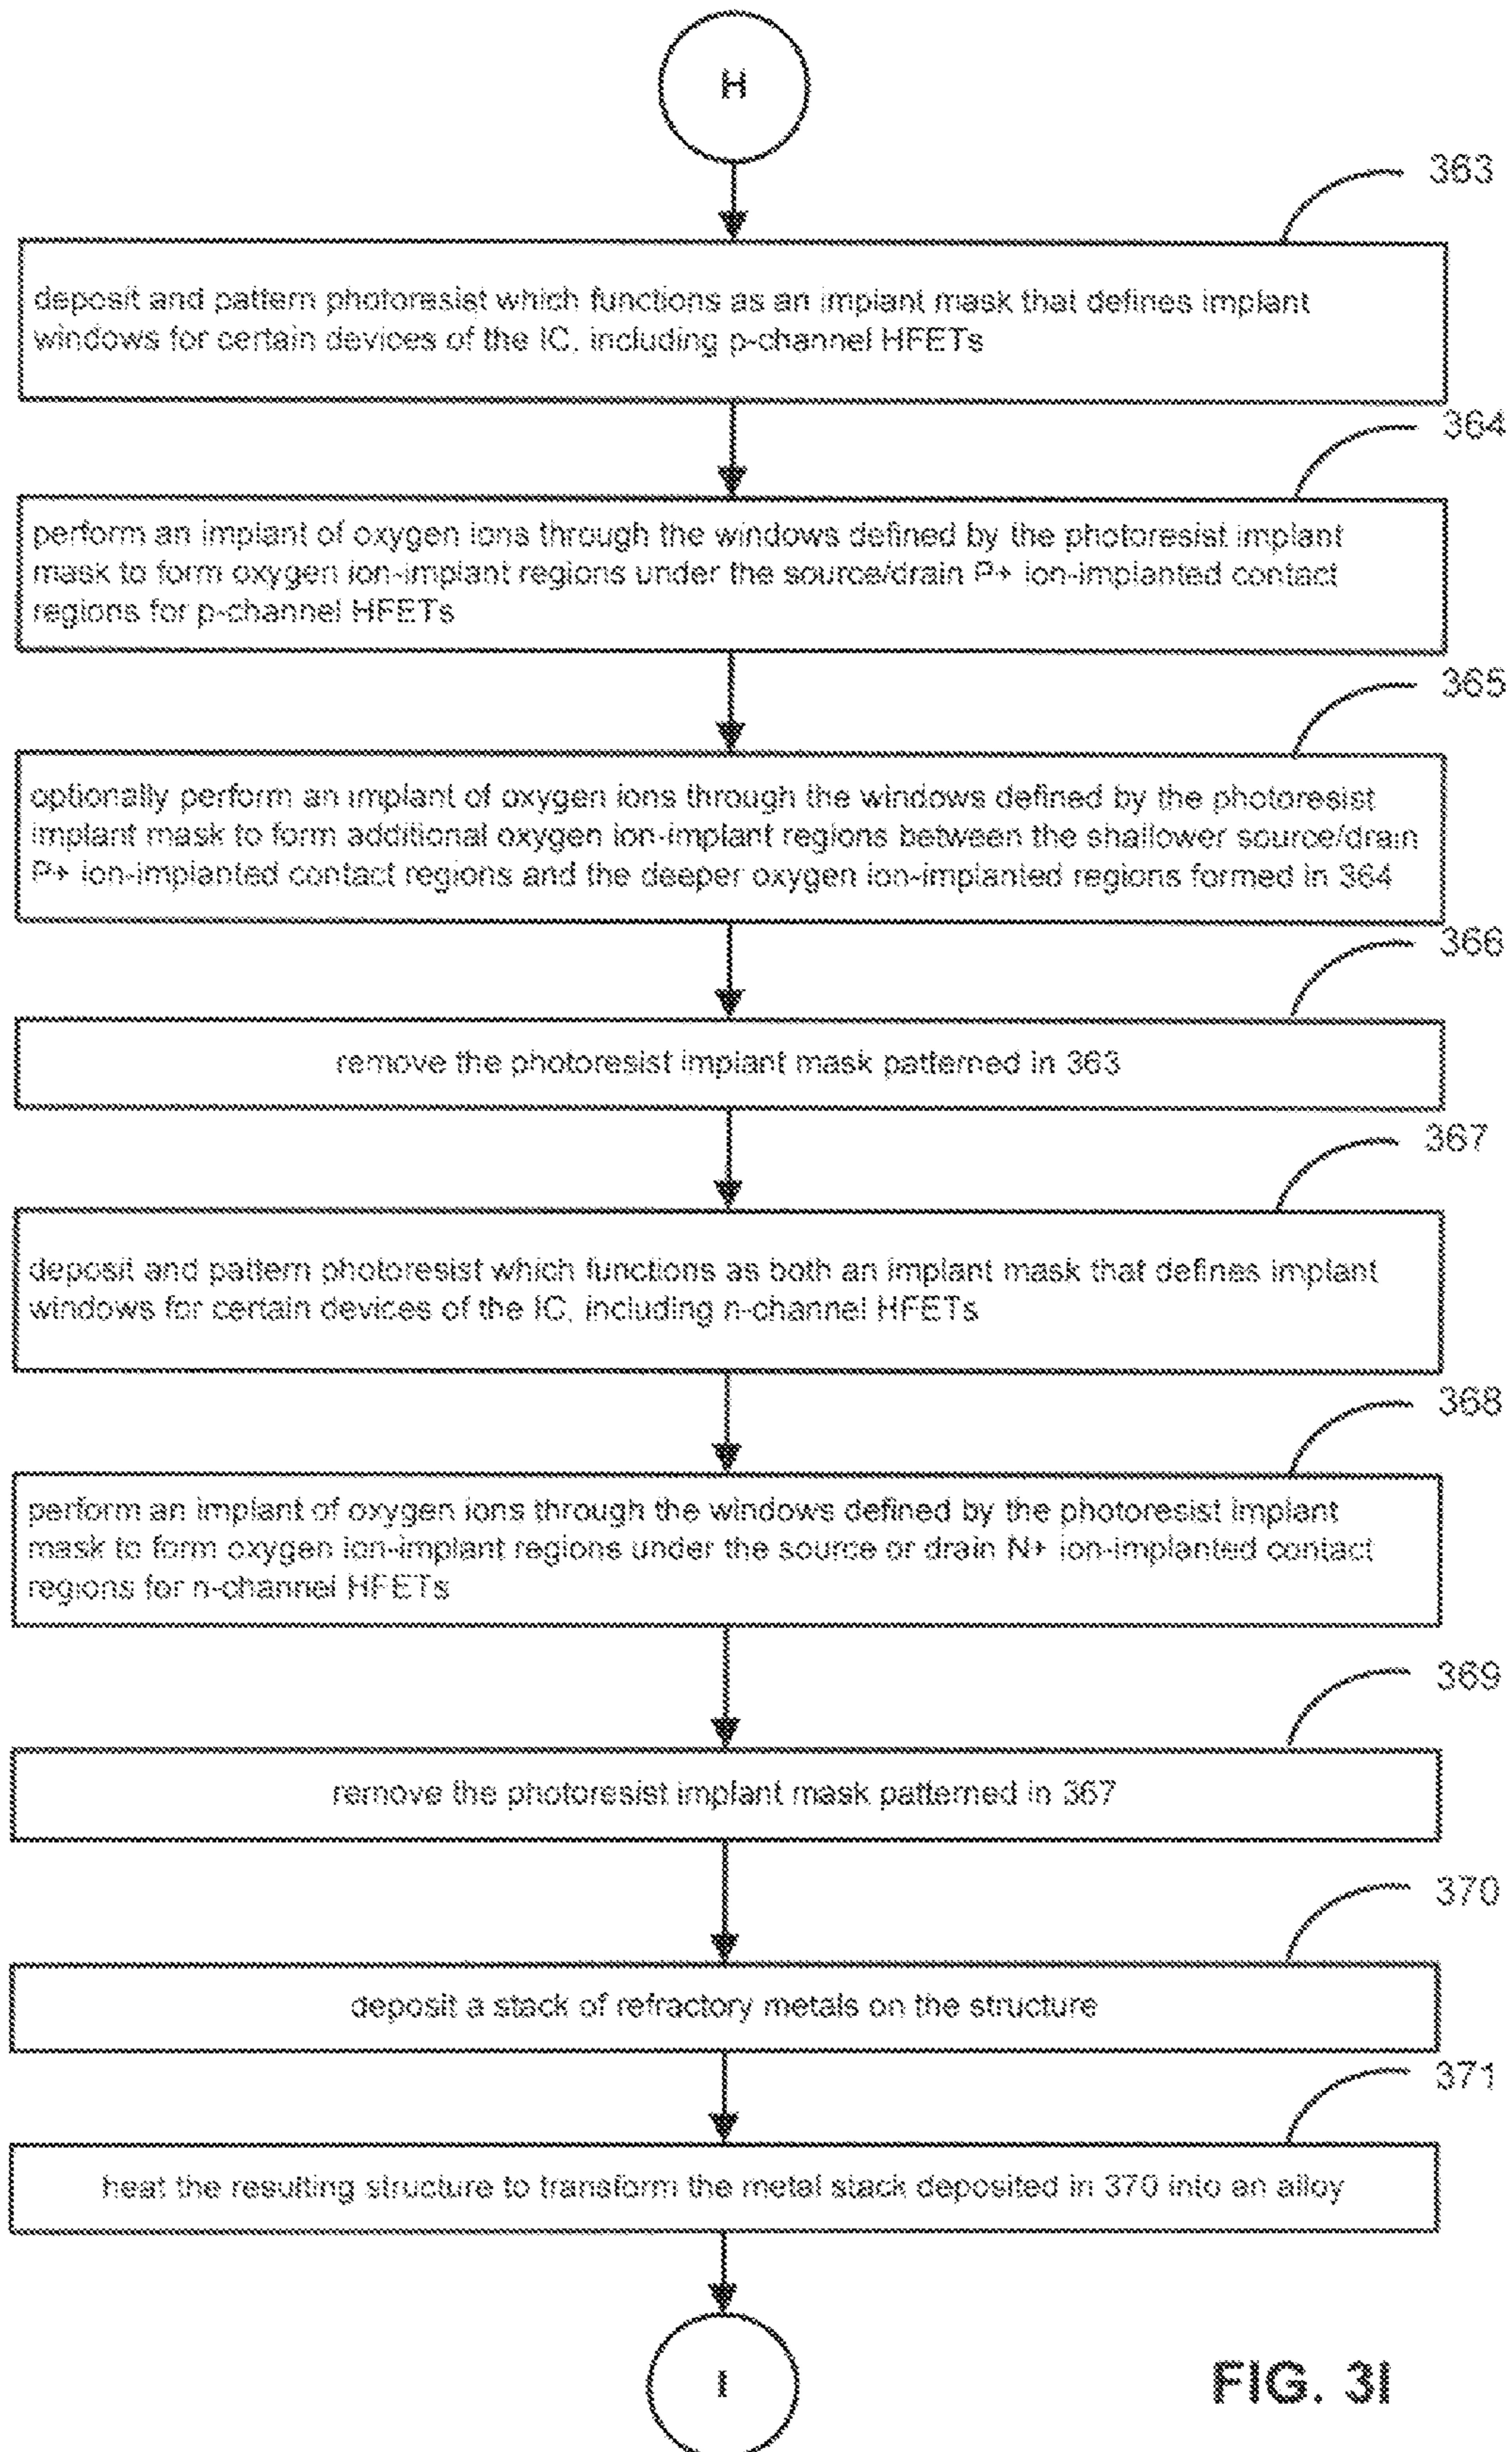 H
363
deposit and pattern photoresist which functions as an implant mask that defines implant
windows for certain devices of the IC, including p-channel HFETs
364
perform an implant of oxygen ions through the windows defined by the photoresist implant
mask to form oxygen ion-implant regions under the source/drain P+ ion-implanted contact
regions for p-channel HFETs
365
optionally perform an implant of oxygen ions through the windows defined by the photoresist
implant mask to form additional oxygen ion-implant regions between the shallower source/drain
P+ ion-implanted contact regions and the deeper oxygen ion-implanted regions formed in 364
366
remove the photoresist implant mask patterned in 363
367
deposit and pattern photoresist which functions as both an implant mask that defines implant
windows for certain devices of the IC, including n-channel HFETs
368
perform an implant of oxygen ions through the windows defined by the photoresist implant
mask to form oxygen ion-implant regions under the source or drain N+ ion-implanted contact
regions for n-channel HFETs
369
remove the photoresist implant mask patterned in 367
370
deposit a stack of refractory metals on the structure
371
heat the resulting structure to transform the metal stack deposited in 370 into an alloy
I
FIG. 3I